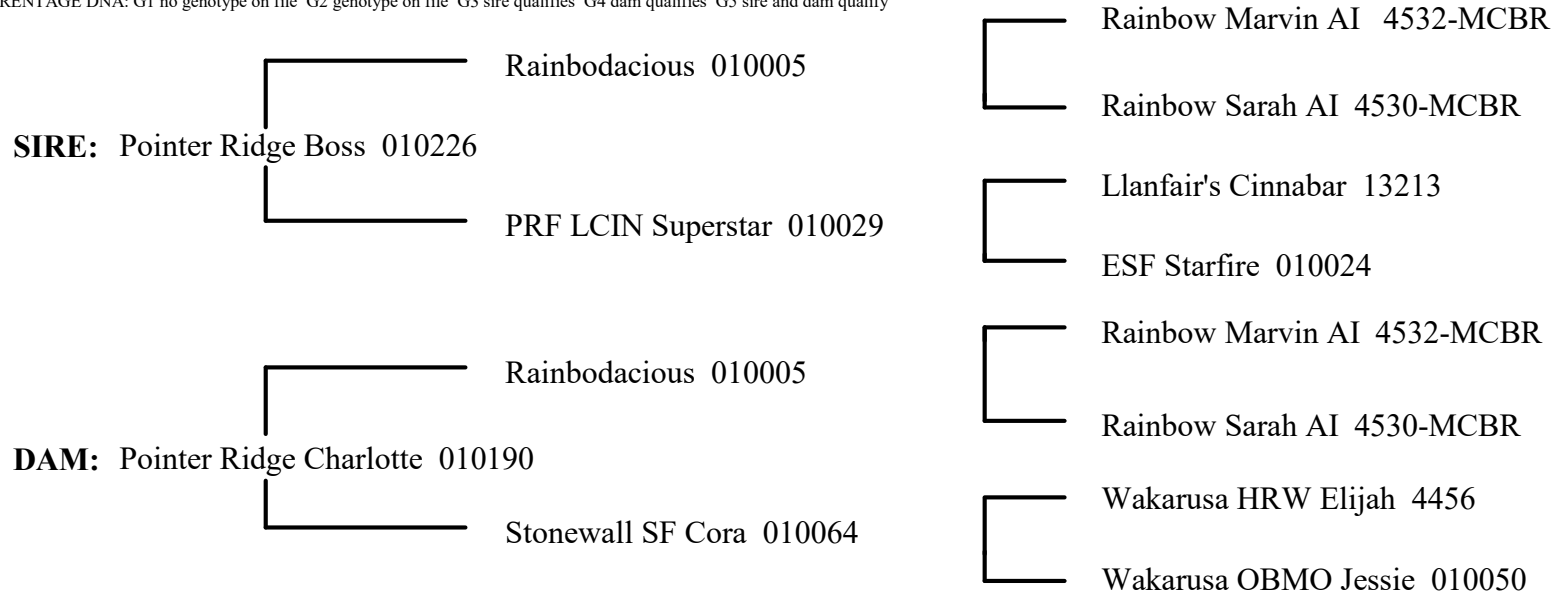 RENTAGE DNA: G1 no genotype on file G2 genotype on file G3 sire qualifies G4 dam qualifies G5 sire and dam qualify
Rainbow Marvin AI 4532-MCBR
Rainbodacious 010005
Rainbow Sarah AI 4530-MCBR
SIRE: Pointer Ridge Boss 010226
Llanfair's Cinnabar 13213
PRF LCIN Superstar 010029
ESF Starfire 010024
Rainbow Marvin AI 4532-MCBR
Rainbodacious 010005
Rainbow Sarah AI 4530-MCBR
DAM: Pointer Ridge Charlotte 010190
Wakarusa HRW Elijah 4456
Stonewall SF Cora 010064
Wakarusa OBMO Jessie 010050